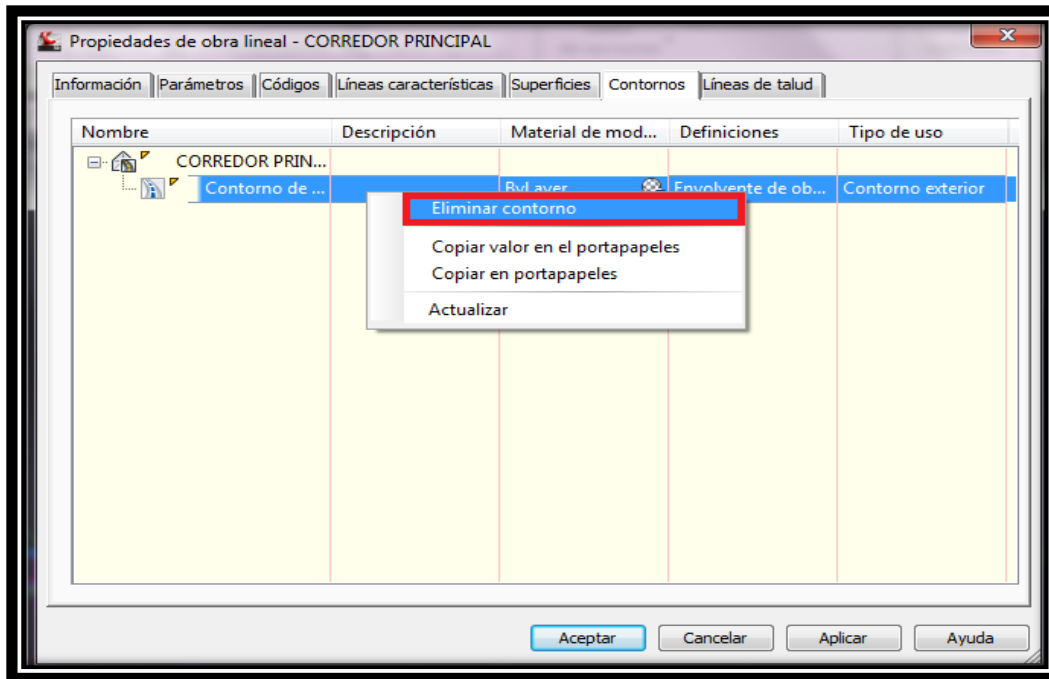 Propiedades de obra lineal - CORREDOR PRINCIPAL
Información Parámetros Códigos Líneas características Superficies Contornos Líneas de talud
Nombre Descripción Material de mod... Definiciones Tipo de uso
CORREDOR PRIN...
Contorno de ... ByLayer Envolvente de ob... Contorno exterior
Eliminar contorno
Copiar valor en el portapapeles
Copiar en portapapeles
Actualizar
Aceptar Cancelar Aplicar Ayuda